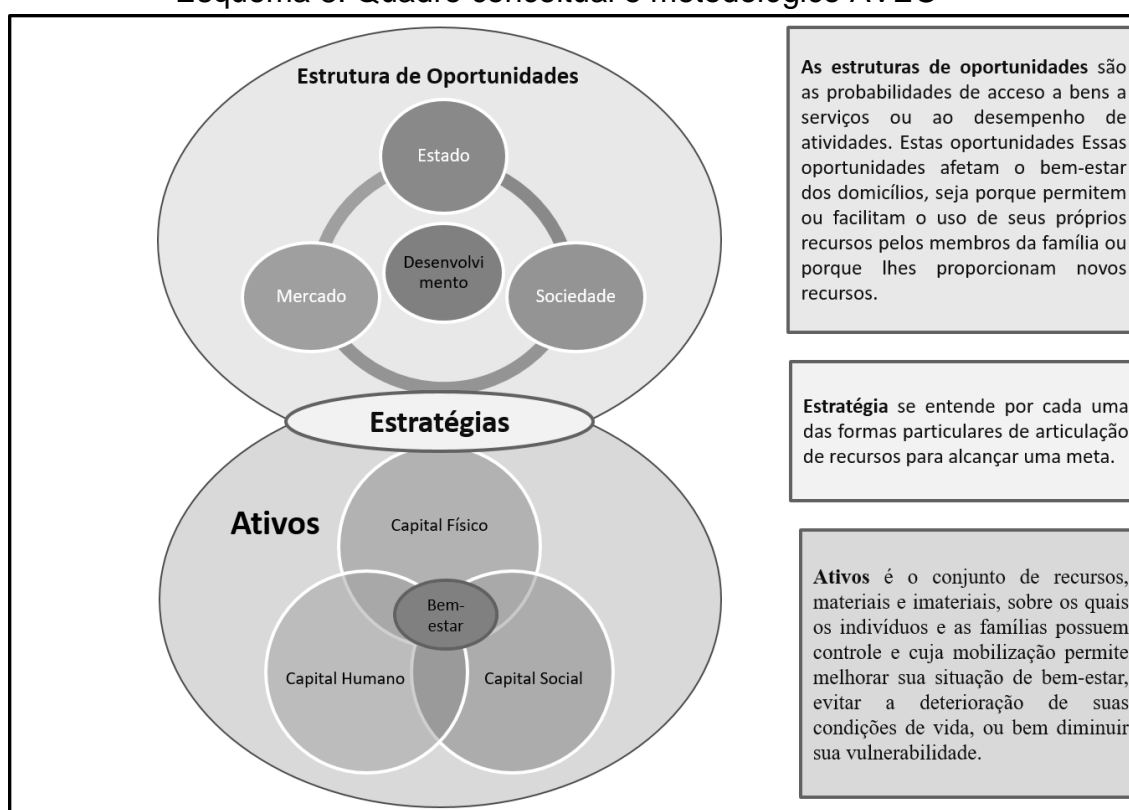 Estrutura de Oportunidades
Estado
Desenvolvi
mento
Mercado
Sociedade
Estratégias
Ativos
Capital Físico
Bem-
estar
Capital Humano
Capital Social
As estruturas de oportunidades são
as probabilidades de acceso a bens a
serviços ou ao desempenho de
atividades. Estas oportunidades Essas
oportunidades afetam o bem-estar
dos domicílios, seja porque permitem
ou facilitam o uso de seus próprios
recursos pelos membros da família ou
porque lhes proporcionam novos
recursos.
Estratégia se entende por cada uma
das formas particulares de articulação
de recursos para alcançar uma meta.
Ativos é o conjunto de recursos,
materiais e imateriais, sobre os quais
os indivíduos e as famílias possuem
controle e cuja mobilização permite
melhorar sua situação de bem-estar,
evitar a deterioração de suas
condições de vida, ou bem diminuir
sua vulnerabilidade.